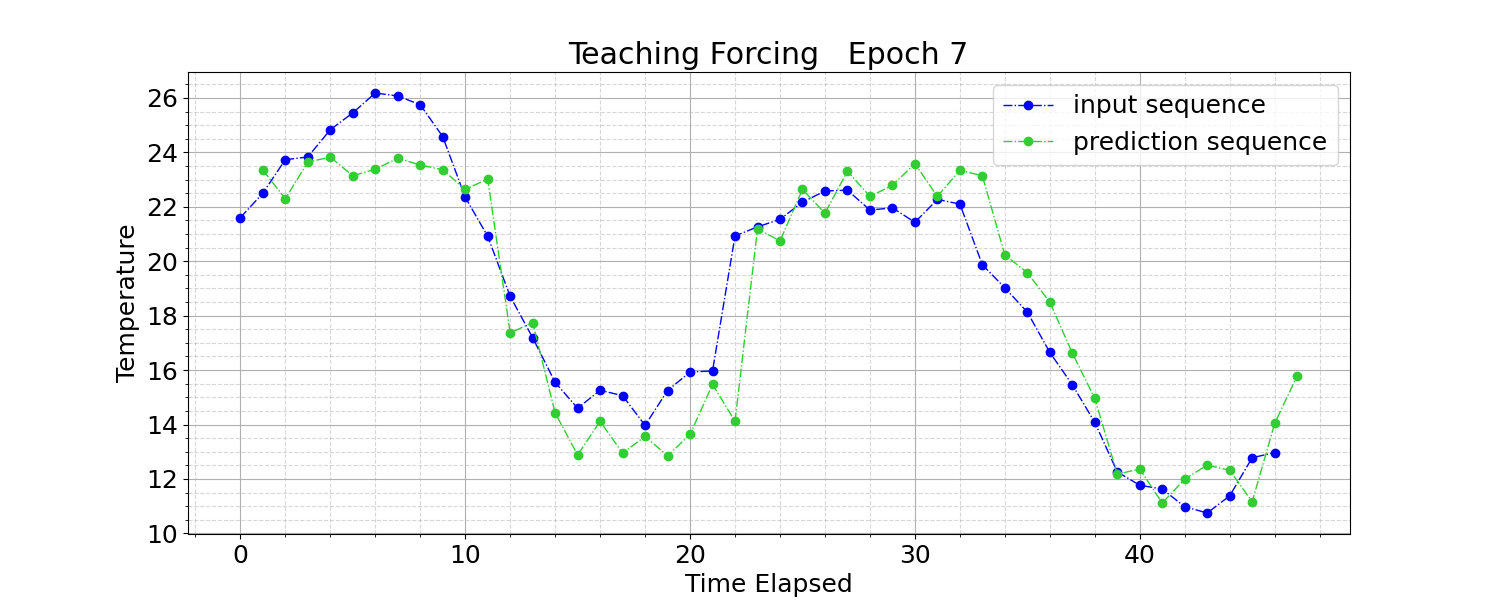 Teaching Forcing   Epoch 7
input sequence
prediction sequence
Temperature
26
24
22
20
18
16
14
12
10
0 10 20 30 40
Time Elapsed